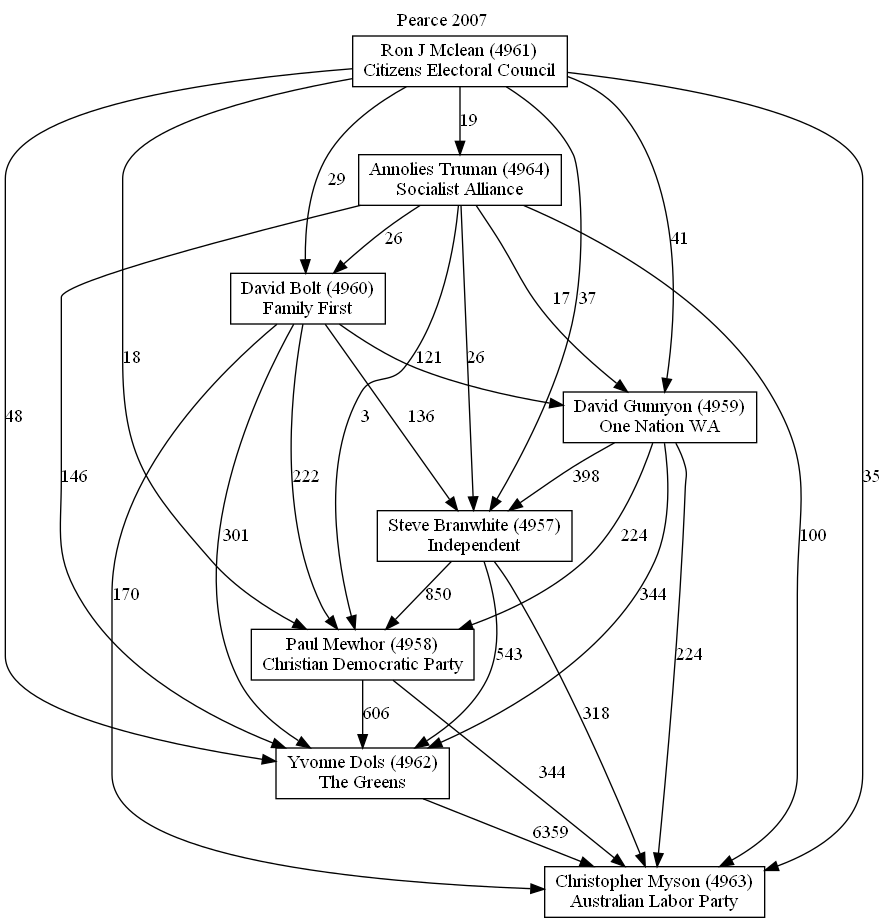 Pearce 2007
Ron J Mclean (4961)
Citizens Electoral Council
19
Annolies Truman (4964)
Socialist Alliance
29
26
41
David Bolt (4960)
Family First
17
37
48
18
121
26
David Gunnyon (4959)
One Nation WA
3
136
146
222
398
35
Steve Branwhite (4957)
Independent
301
224
100
170
850
344
Paul Mewhor (4958)
Christian Democratic Party
543
224
606
318
Yvonne Dols (4962)
The Greens
344
6359
Christopher Myson (4963)
Australian Labor Party